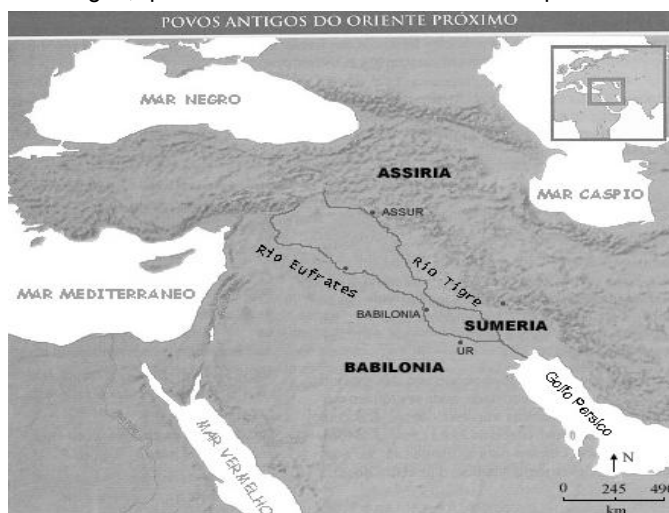 POVOS ANTIGOS DO ORIENTE PRÓXIMO
MAR NEGRO
ASSIRIA
MAR CASPIO
ASSUR
Rio Eufrates
Rio Tigre
MAR MEDITERRANEO
BABILONIA
SUMERIA
UR
BABILONIA
Golfo Persico
MAR VERMELHO
N
0 245 490
km